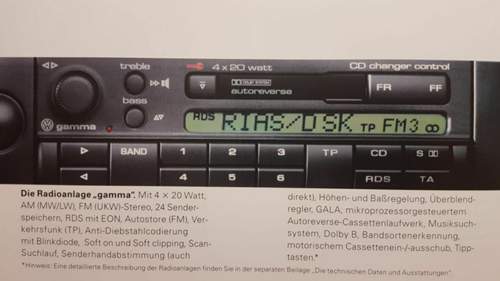 treble
4 x 20 watt
CD changer control
DOLBY SYSTEM
autoreverse
FR
FF
bass
gamma
RDS RIAS/DSK TP FM3
BAND
1
2
3
TP
CD
S
4
5
6
RDS
TA
Die Radioanlage „gamma“. Mit 4 × 20 Watt,
AM (MW/LW), FM (UKW)-Stereo, 24 Sender-
speichern, RDS mit EON, Autostore (FM), Ver-
kehrsfunk (TP), Anti-Diebstahlcodierung
mit Blinkdiode, Soft on und Soft clipping, Scan-
Suchlauf, Senderhandabstimmung (auch
direkt), Höhen- und Baßregelung, Überblend-
regler, GALA, mikroprozessorgesteuertem
Autoreverse-Cassettenlaufwerk, Musiksuch-
system, Dolby B, Bandsortenerkennung,
motorischem Cassettenein-/-ausschub, Tipp-
tasten.*
*Hinweis: Eine detaillierte Beschreibung der Radioanlagen finden Sie in der separaten Beilage „Die technischen Daten und Ausstattungen“.